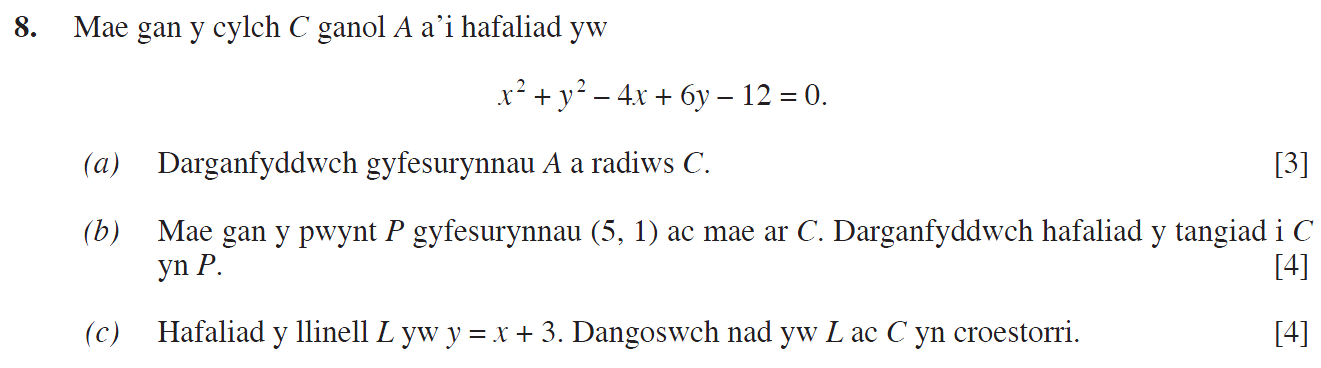 8. Mae gan y cylch C ganol A a’i hafaliad yw
x² + y² – 4x + 6y – 12 = 0.
(a) Darganfyddwch gyfesurynnau A a radiws C. [3]
(b) Mae gan y pwynt P gyfesurynnau (5, 1) ac mae ar C. Darganfyddwch hafaliad y tangiad i C
yn P. [4]
(c) Hafaliad y llinell L yw y = x + 3. Dangoswch nad yw L ac C yn croestorri. [4]